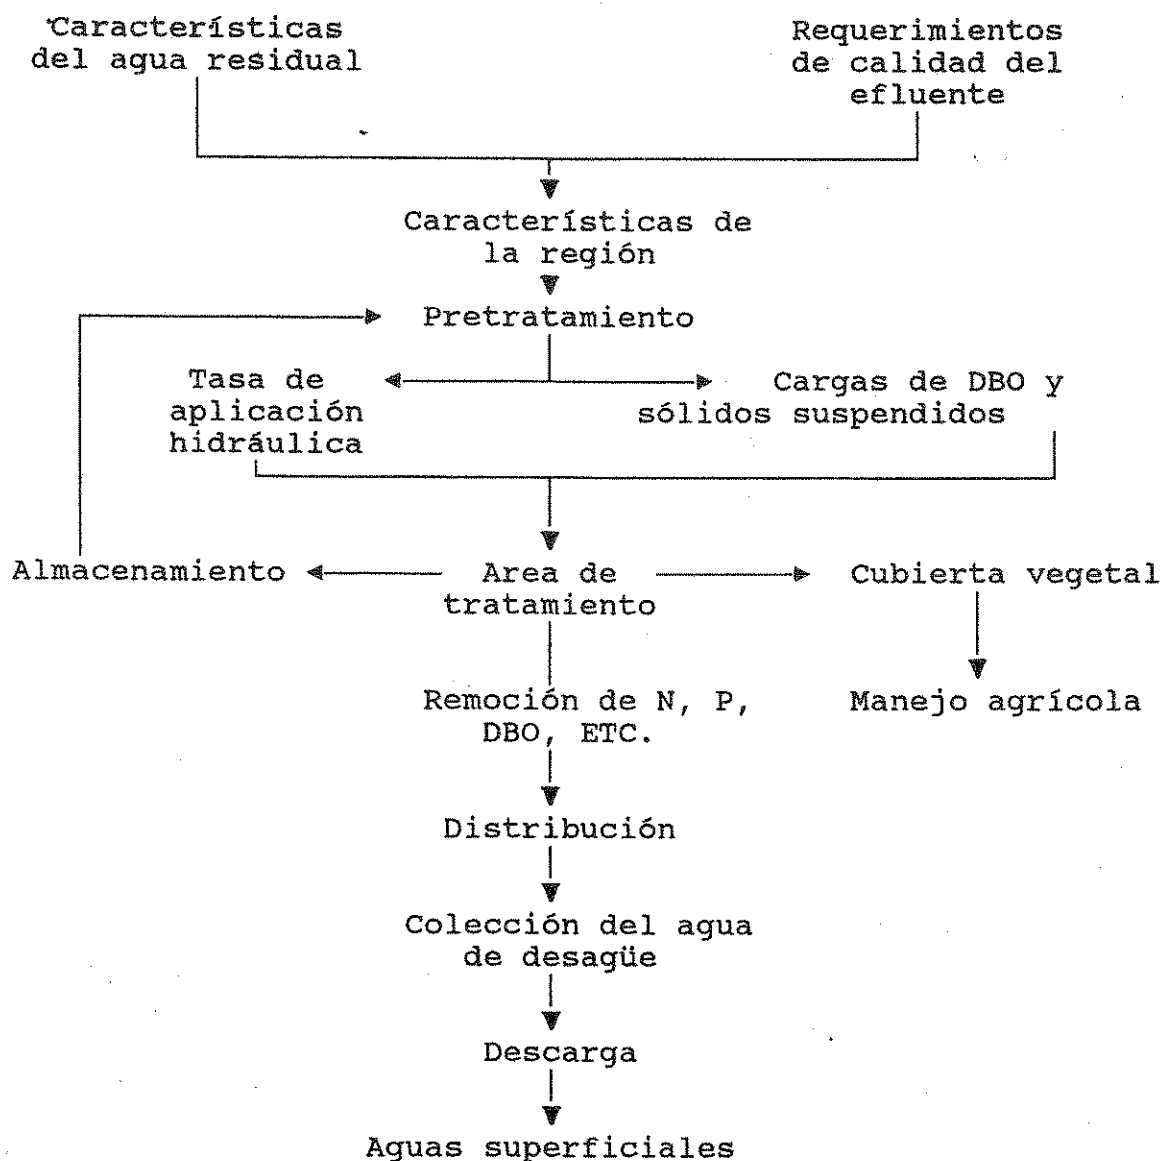 Características
del agua residual
Requerimientos
de calidad del
efluente
Características de
la región
Pretratamiento
Tasa de
aplicación
hidráulica
Cargas de DBO y
sólidos suspendidos
Almacenamiento
Area de
tratamiento
Cubierta vegetal
Remoción de N, P,
DBO, ETC.
Manejo agrícola
Distribución
Colección del agua
de desagüe
Descarga
Aguas superficiales